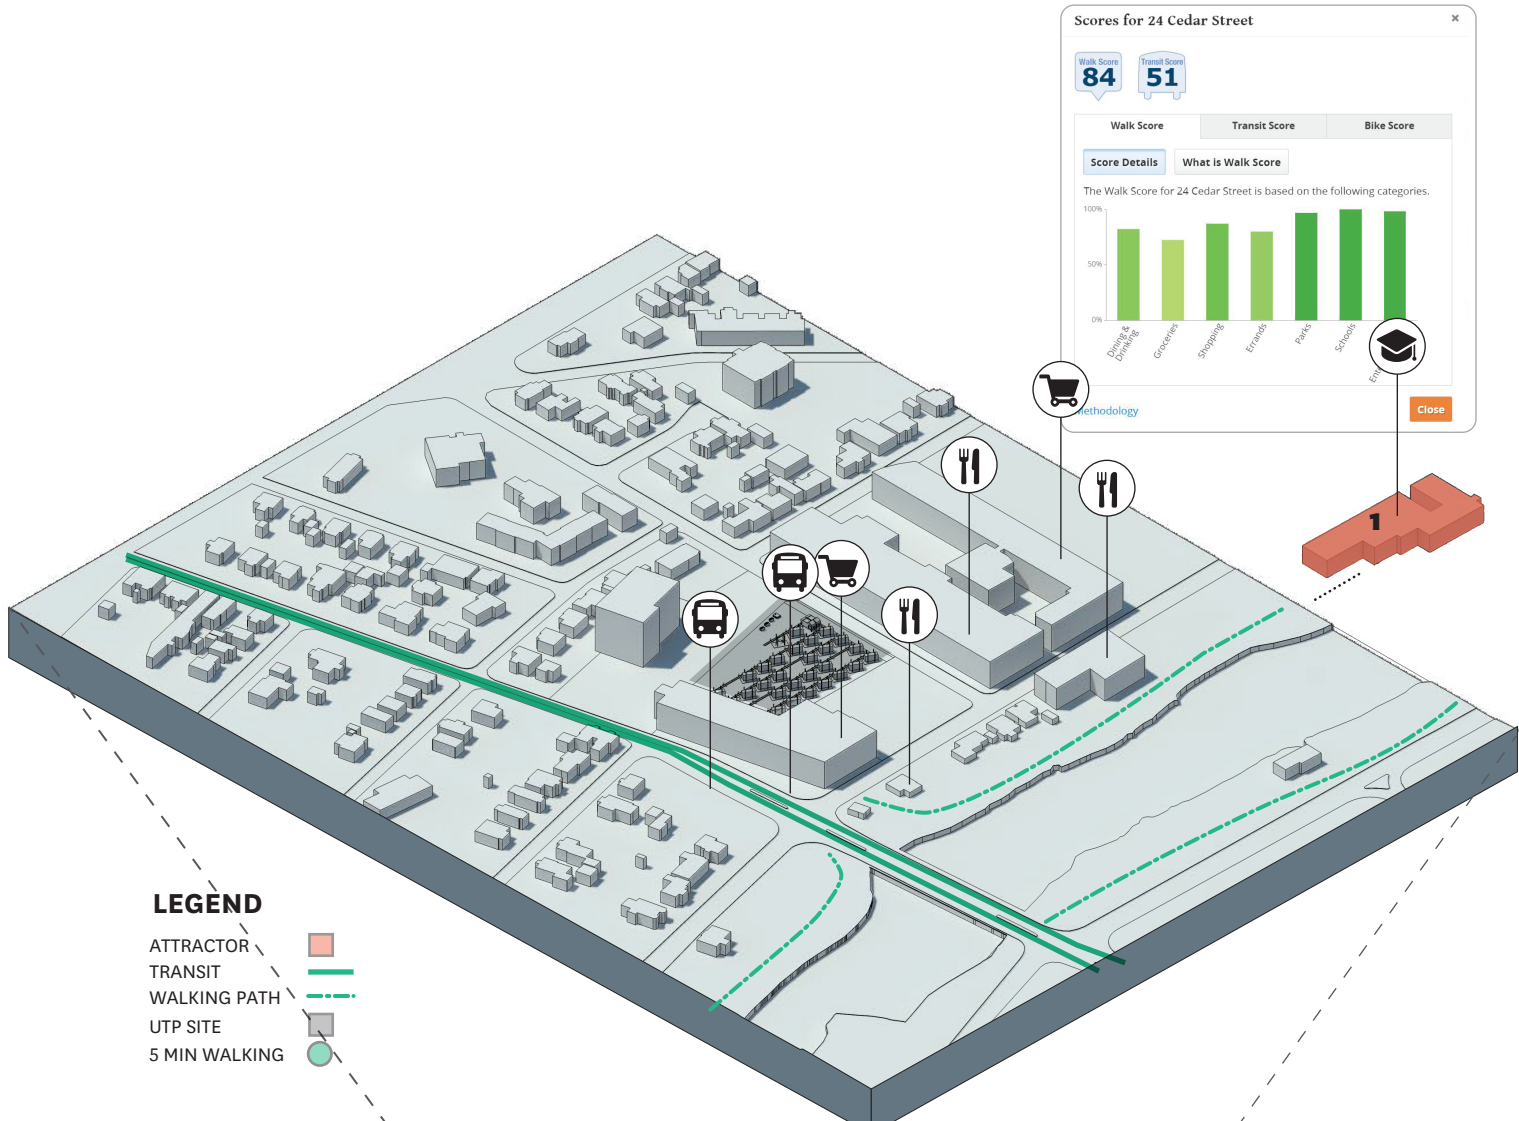 Scores for 24 Cedar Street
×
Walk Score
84
Transit Score
51
Walk Score
Transit Score
Bike Score
Score Details
What is Walk Score
The Walk Score for 24 Cedar Street is based on the following categories.
100%
50%
0%
Dining &
Drinking
Groceries
Shopping
Errands
Parks
Schools
Methodology
Close
1
LEGEND
ATTRACTOR
TRANSIT
WALKING PATH
UTP SITE
5 MIN WALKING